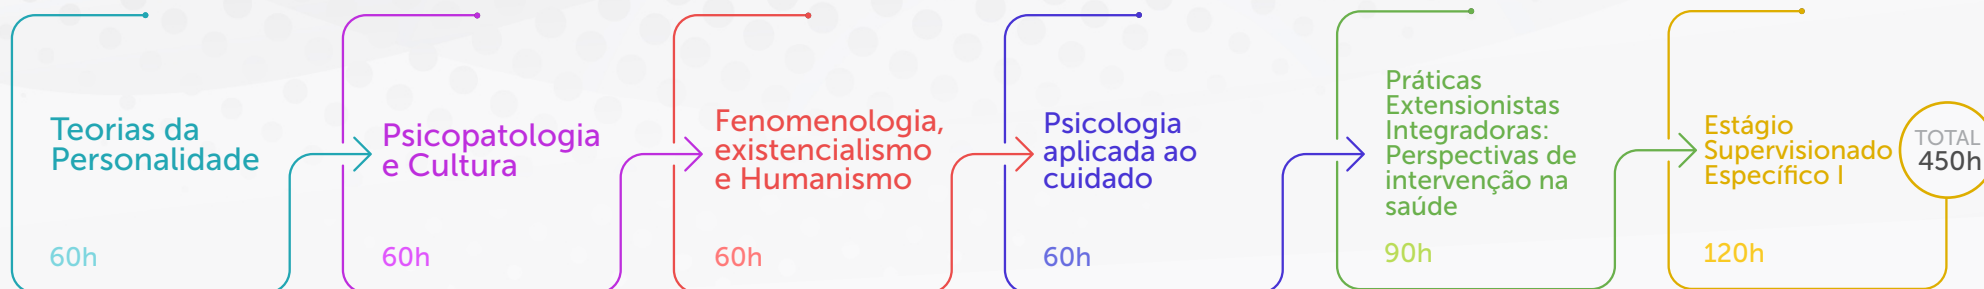 Teorias da
Personalidade
60h
Psicopatologia
e Cultura
60h
Fenomenologia,
existencialismo
e Humanismo
60h
Psicologia
aplicada ao
cuidado
60h
Práticas
Extensionistas
Integradoras:
Perspectivas de
intervenção na
saúde
90h
Estágio
Supervisionado
Específico I
120h
TOTAL
450h